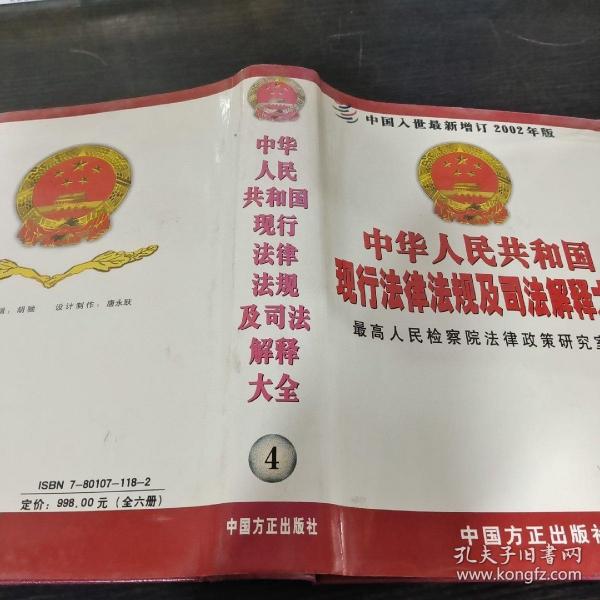 中国入世最新增订 2002年版
中华人民共和国
现行法律法规及司法解释大
最高人民检察院法律政策研究室
中国方正出版社
中华
人民
共和国
现行
法律
法规
及司法
解释
大全
4
中国方正出版社
辑：胡驰 设计制作：唐永跃
ISBN 7-80107-118-2
定价：998.00元（全六册）
孔夫子旧书网
www.kongfz.com